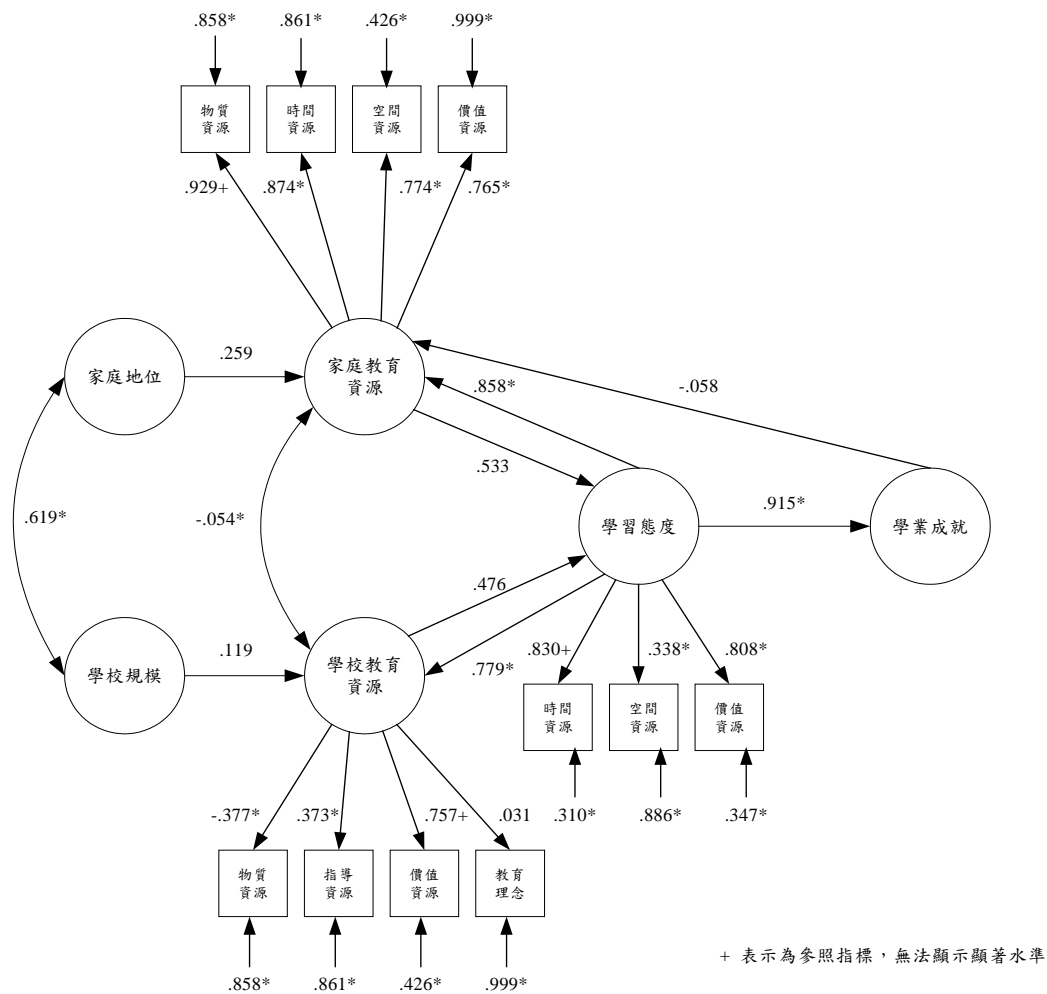 .858*
.861*
.426*
.999*
物質
資源
時間
資源
空間
資源
價值
資源
.929+
.874*
.774*
.765*
家庭地位
.259
家庭教育
資源
.858*
-.058
.533
.619*
-.054*
學習態度
.915*
學業成就
.476
學校規模
.119
學校教育
資源
.779*
.830+
.338*
.808*
時間
資源
空間
資源
價值
資源
.310*
.886*
.347*
-.377*
.373*
.757+
.031
物質
資源
指導
資源
價值
資源
教育
理念
.858*
.861*
.426*
.999*
+ 表示為參照指標，無法顯示顯著水準